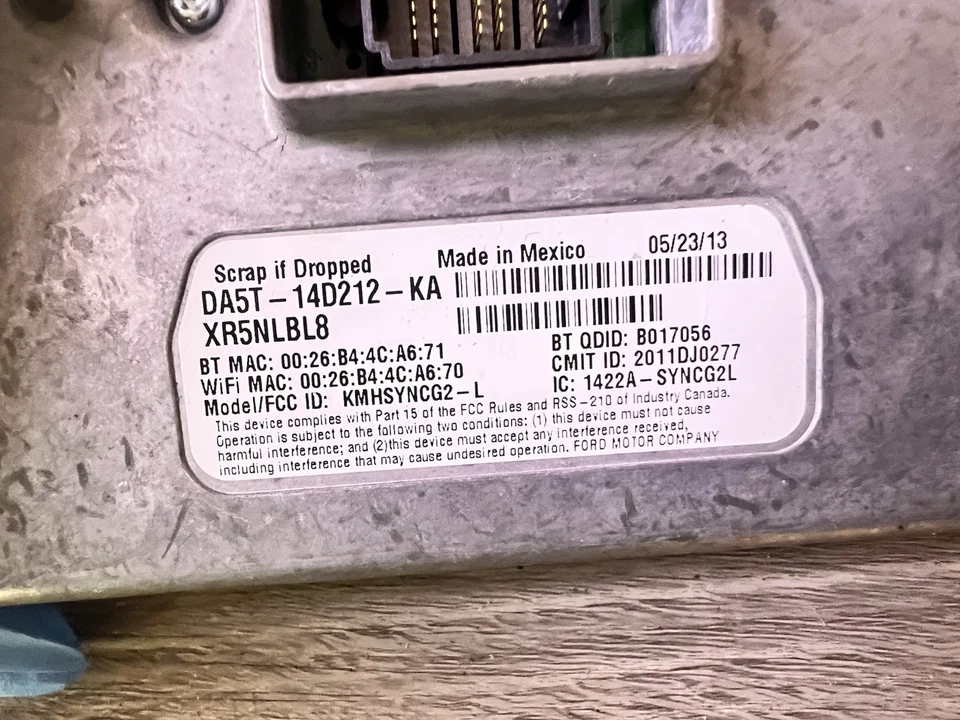 Scrap if Dropped
Made in Mexico
05/23/13
DA5T-14D212-KA
XR5NLBL8
BT MAC: 00:26:B4:4C:A6:71
WiFi MAC: 00:26:B4:4C:A6:70
Model/FCC ID: KMHSYNCG2-L
BT QDID: B017056
CMIT ID: 2011DJ0277
IC: 1422A-SYNCG2L
This device complies with Part 15 of the FCC Rules and RSS-210 of Industry Canada.
Operation is subject to the following two conditions: (1) this device must not cause
harmful interference; and (2)this device must accept any interference received,
including interference that may cause undesired operation. FORD MOTOR COMPANY